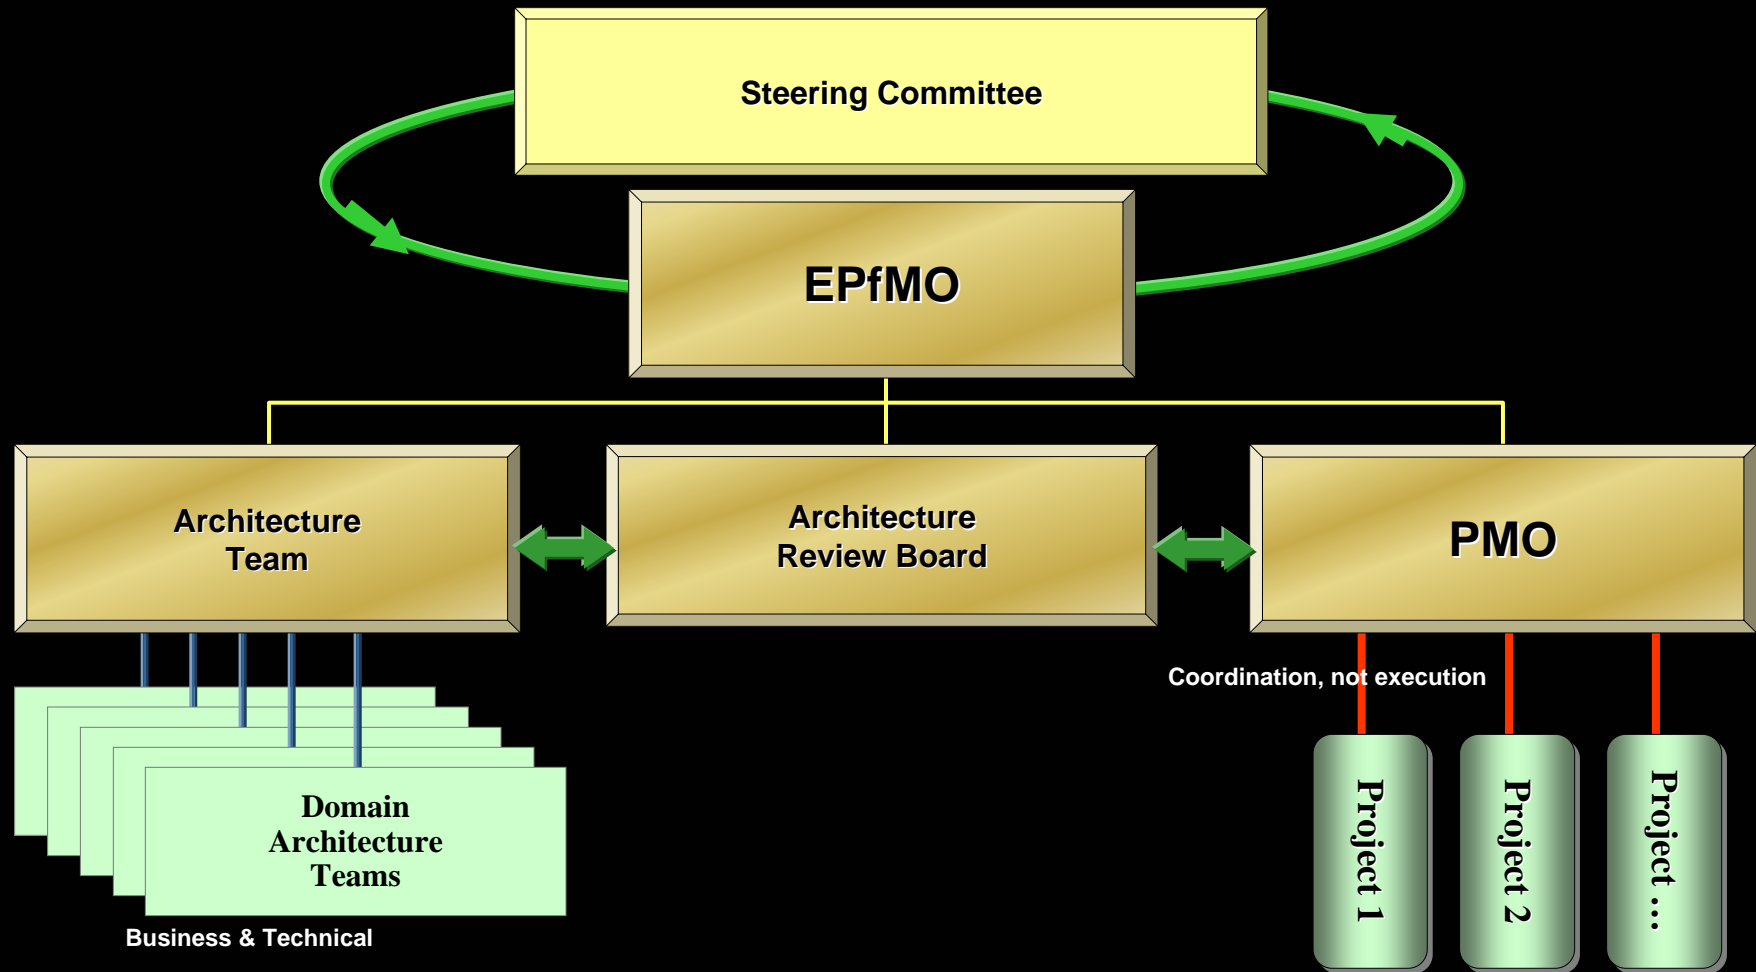 Steering Committee
EPfMO
Architecture
Team
Architecture
Review Board
PMO
Coordination, not execution
Domain
Architecture
Teams
Business & Technical
Project 1
Project 2
Project ...